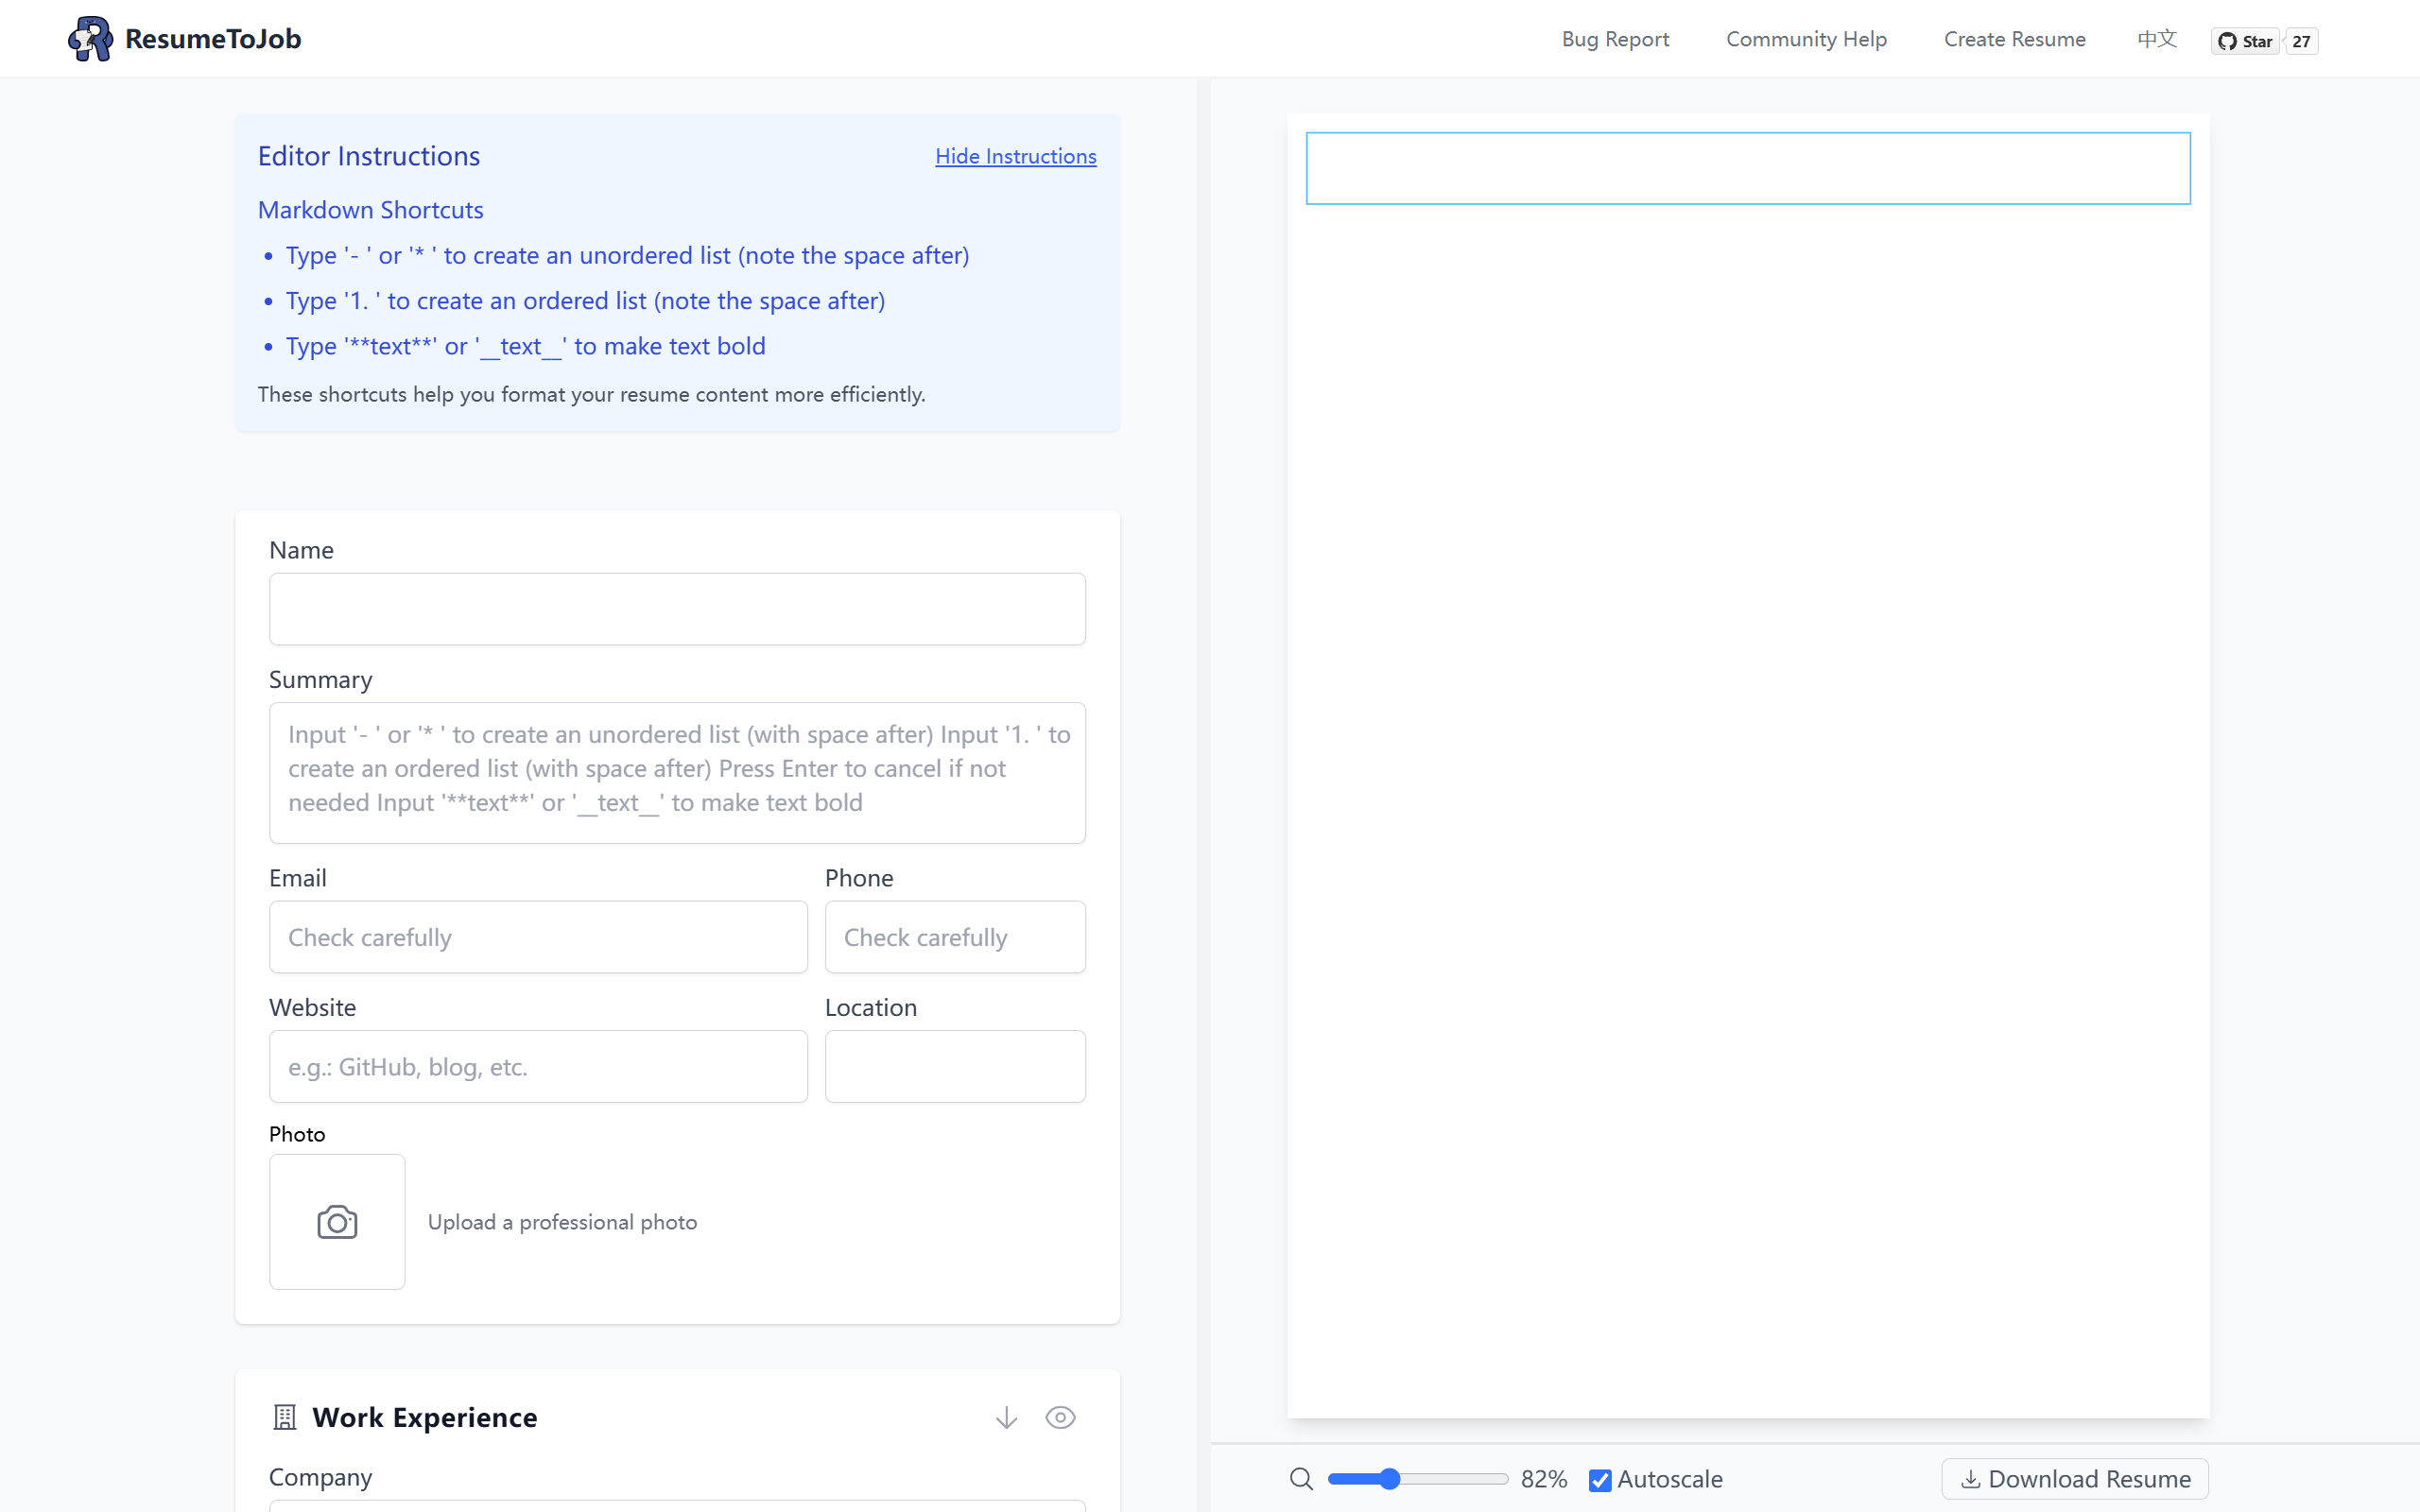 ResumeToJob
Bug Report
Community Help
Create Resume
中文
Star
27
Editor Instructions
Hide Instructions
Markdown Shortcuts
• Type '- ' or '* ' to create an unordered list (note the space after)
• Type '1. ' to create an ordered list (note the space after)
• Type '**text**' or '__text__' to make text bold
These shortcuts help you format your resume content more efficiently.
Name
Summary
Input '- ' or '* ' to create an unordered list (with space after) Input '1. ' to
create an ordered list (with space after) Press Enter to cancel if not
needed Input '**text**' or '__text__' to make text bold
Email
Phone
Check carefully
Check carefully
Website
Location
e.g.: GitHub, blog, etc.
Photo
Upload a professional photo
Work Experience
Company
82%
Autoscale
Download Resume